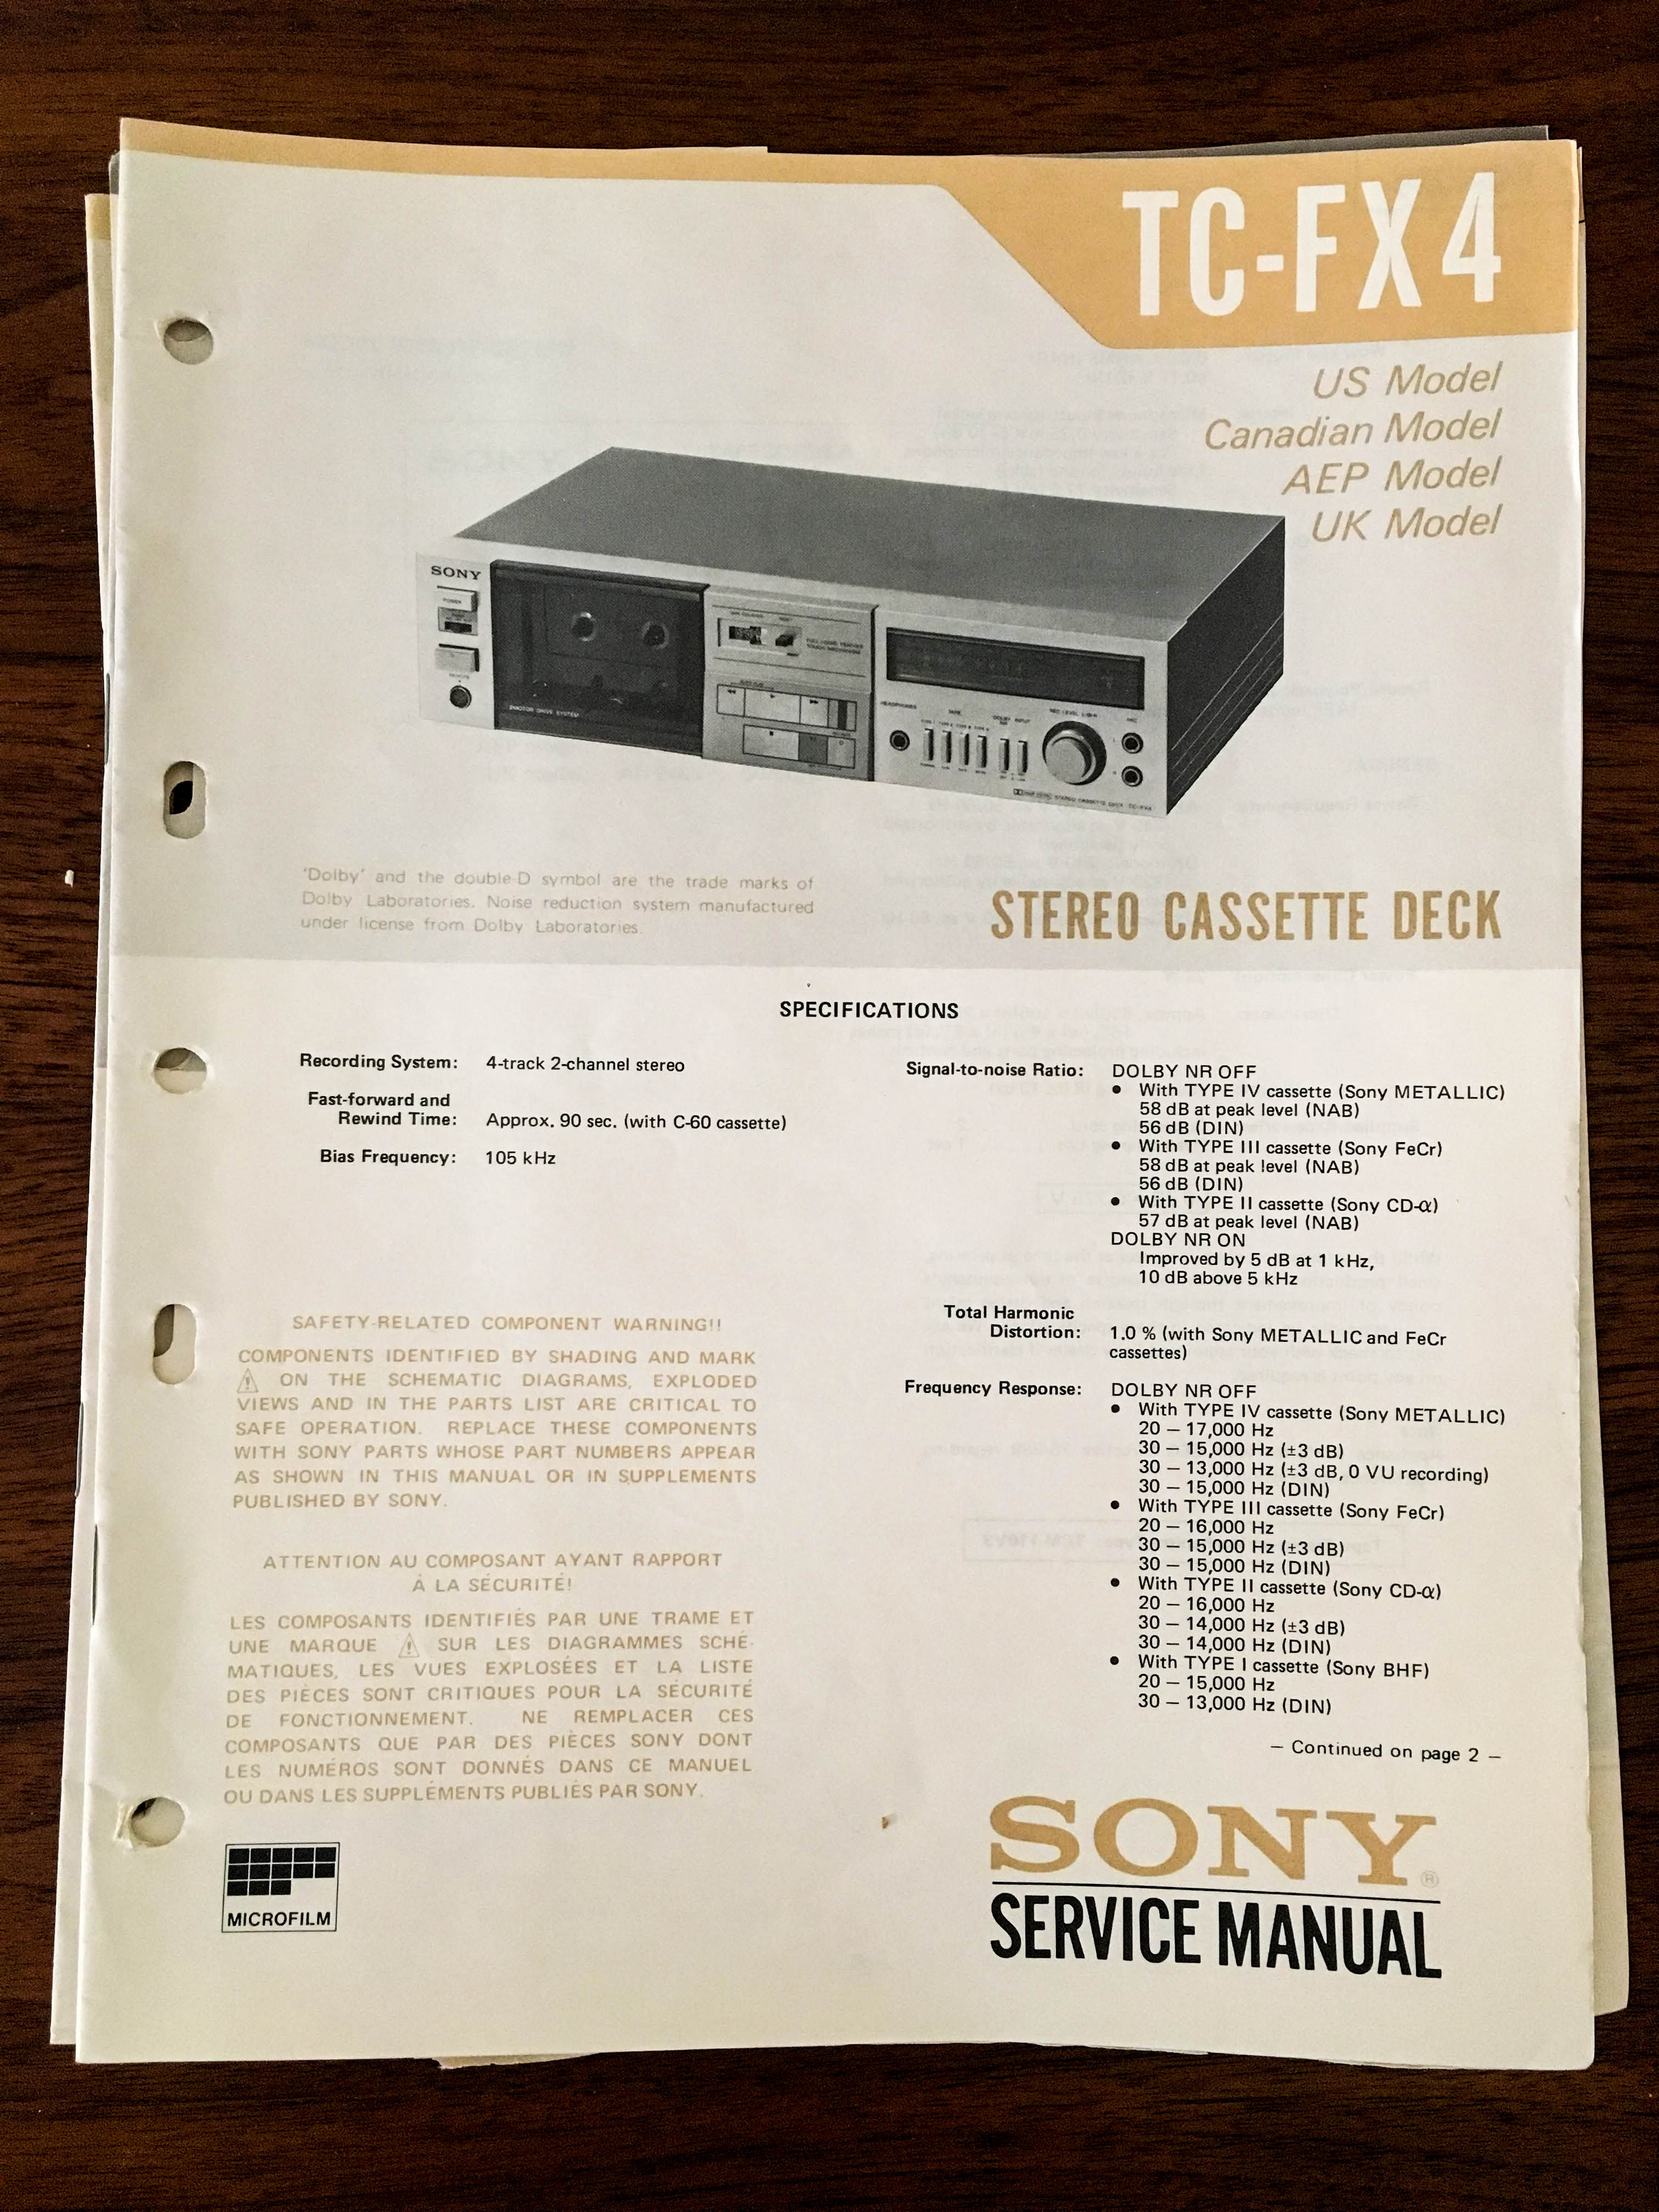 TC-FX4
US Model
Canadian Model
AEP Model
UK Model
SONY
POWER
HEADPHONES
'Dolby' and the double-D symbol are the trade marks of
Dolby Laboratories. Noise reduction system manufactured
under license from Dolby Laboratories.
STEREO CASSETTE DECK
SPECIFICATIONS
Recording System: 4-track 2-channel stereo
Fast-forward and
Rewind Time: Approx. 90 sec. (with C-60 cassette)
Bias Frequency: 105 kHz
SAFETY-RELATED COMPONENT WARNING!!
COMPONENTS IDENTIFIED BY SHADING AND MARK
⚠ ON THE SCHEMATIC DIAGRAMS, EXPLODED
VIEWS AND IN THE PARTS LIST ARE CRITICAL TO
SAFE OPERATION. REPLACE THESE COMPONENTS
WITH SONY PARTS WHOSE PART NUMBERS APPEAR
AS SHOWN IN THIS MANUAL OR IN SUPPLEMENTS
PUBLISHED BY SONY.
ATTENTION AU COMPOSANT AYANT RAPPORT
À LA SÉCURITÉ!
LES COMPOSANTS IDENTIFIÉS PAR UNE TRAME ET
UNE MARQUE ⚠ SUR LES DIAGRAMMES SCHÉ-
MATIQUES, LES VUES EXPLOSÉES ET LA LISTE
DES PIÈCES SONT CRITIQUES POUR LA SÉCURITÉ
DE FONCTIONNEMENT. NE REMPLACER CES
COMPOSANTS QUE PAR DES PIÈCES SONY DONT
LES NUMÉROS SONT DONNÉS DANS CE MANUEL
OU DANS LES SUPPLÉMENTS PUBLIÉS PAR SONY.
MICROFILM
Signal-to-noise Ratio: DOLBY NR OFF
● With TYPE IV cassette (Sony METALLIC)
58 dB at peak level (NAB)
56 dB (DIN)
● With TYPE III cassette (Sony FeCr)
58 dB at peak level (NAB)
56 dB (DIN)
● With TYPE II cassette (Sony CD-α)
57 dB at peak level (NAB)
DOLBY NR ON
Improved by 5 dB at 1 kHz,
10 dB above 5 kHz
Total Harmonic
Distortion: 1.0 % (with Sony METALLIC and FeCr
cassettes)
Frequency Response: DOLBY NR OFF
● With TYPE IV cassette (Sony METALLIC)
20 – 17,000 Hz
30 – 15,000 Hz (±3 dB)
30 – 13,000 Hz (±3 dB, 0 VU recording)
30 – 15,000 Hz (DIN)
● With TYPE III cassette (Sony FeCr)
20 – 16,000 Hz
30 – 15,000 Hz (±3 dB)
30 – 15,000 Hz (DIN)
● With TYPE II cassette (Sony CD-α)
20 – 16,000 Hz
30 – 14,000 Hz (±3 dB)
30 – 14,000 Hz (DIN)
● With TYPE I cassette (Sony BHF)
20 – 15,000 Hz
30 – 13,000 Hz (DIN)
– Continued on page 2 –
SONY®
SERVICE MANUAL